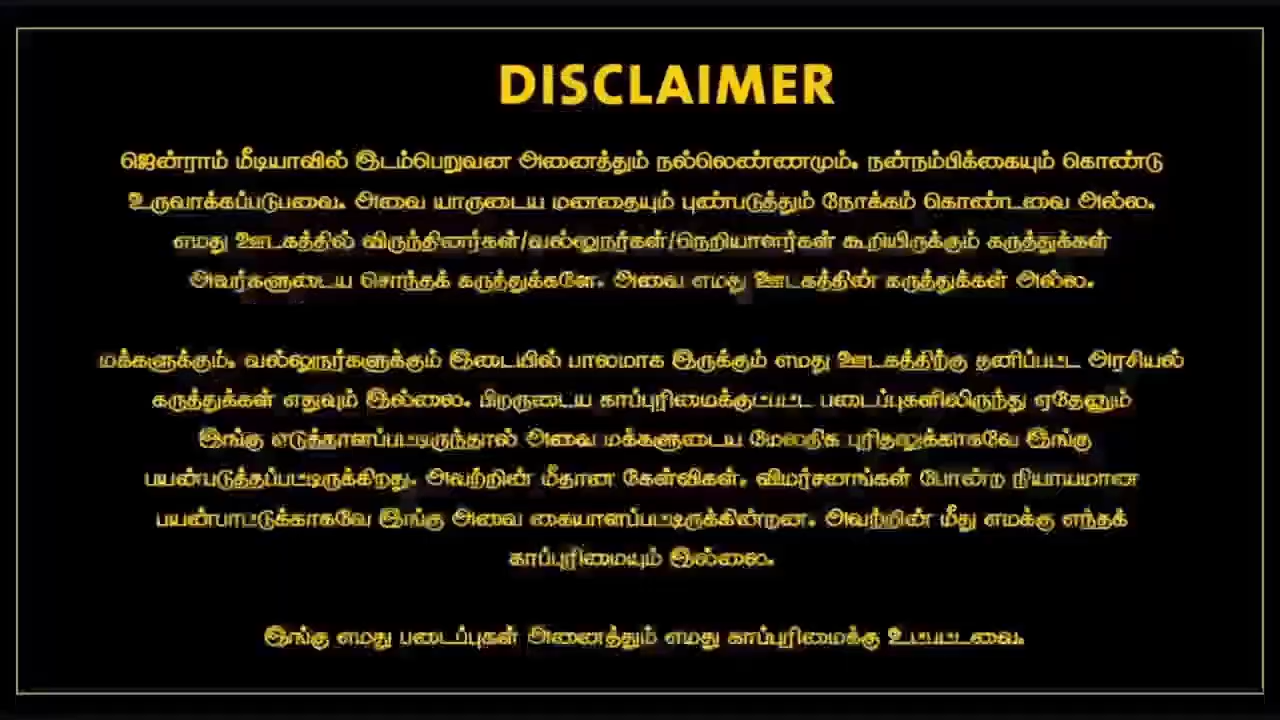 DISCLAIMER
ஜென்ராம் மீடியாவில் இடம்பெறுவன அனைத்தும் நல்லெண்ணமும், நன்நம்பிக்கையும் கொண்டு
உருவாக்கப்படுபவை. அவை யாருடைய மனதையும் புண்படுத்தும் நோக்கம் கொண்டவை அல்ல.
எமது ஊடகத்தில் விருந்தினர்கள்/வல்லுநர்கள்/நெறியாளர்கள் கூறியிருக்கும் கருத்துக்கள்
அவர்களுடைய சொந்தக் கருத்துக்களே. அவை எமது ஊடகத்தின் கருத்துக்கள் அல்ல.
மக்களுக்கும், வல்லுநர்களுக்கும் இடையில் பாலமாக இருக்கும் எமது ஊடகத்திற்கு தனிப்பட்ட அரசியல்
கருத்துக்கள் எதுவும் இல்லை. பிறருடைய காப்புரிமைக்குட்பட்ட படைப்புகளிலிருந்து ஏதேனும்
இங்கு எடுத்தாளப்பட்டிருந்தால் அவை மக்களுடைய மேலதிக புரிதலுக்காகவே இங்கு
பயன்படுத்தப்பட்டிருக்கிறது. அவற்றின் மீதான கேள்விகள், விமர்சனங்கள் போன்ற நியாயமான
பயன்பாட்டுக்காகவே இங்கு அவை கையாளப்பட்டிருக்கின்றன. அவற்றின் மீது எமக்கு எந்தக்
காப்புரிமையும் இல்லை.
இங்கு எமது படைப்புகள் அனைத்தும் எமது காப்புரிமைக்கு உட்பட்டவை.